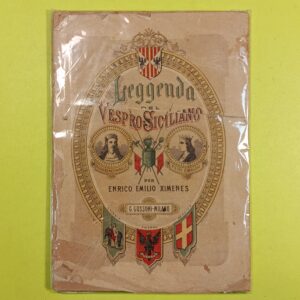 Leggenda
DEL
VESPRO SICILIANO
PER
ENRICO EMILIO XIMENES
G. GUSSONI-MILANO